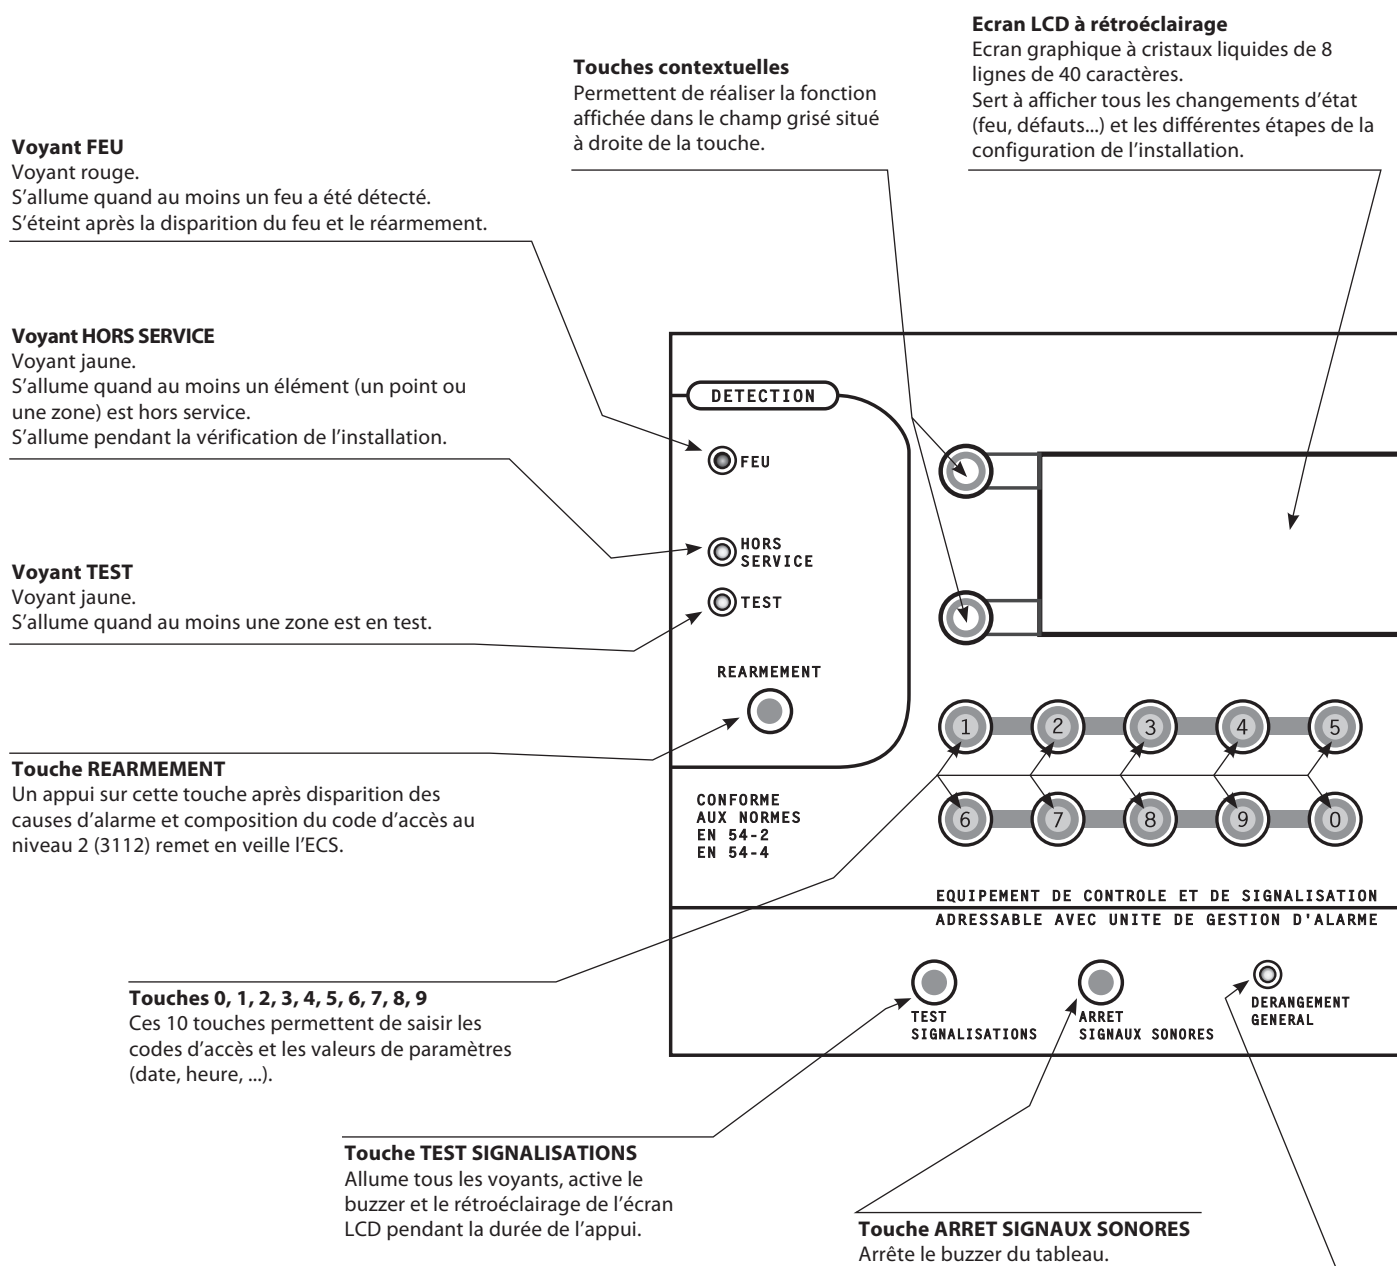 Ecran LCD à rétroéclairage
Ecran graphique à cristaux liquides de 8
lignes de 40 caractères.
Sert à afficher tous les changements d'état
(feu, défauts...) et les différentes étapes de la
configuration de l'installation.
Touches contextuelles
Permettent de réaliser la fonction
affichée dans le champ grisé situé
à droite de la touche.
Voyant FEU
Voyant rouge.
S'allume quand au moins un feu a été détecté.
S'éteint après la disparition du feu et le réarmement.
Voyant HORS SERVICE
Voyant jaune.
S'allume quand au moins un élément (un point ou
une zone) est hors service.
S'allume pendant la vérification de l'installation.
Voyant TEST
Voyant jaune.
S'allume quand au moins une zone est en test.
Touche REARMEMENT
Un appui sur cette touche après disparition des
causes d'alarme et composition du code d'accès au
niveau 2 (3112) remet en veille l'ECS.
DETECTION
FEU
HORS
SERVICE
TEST
REARMEMENT
1 2 3 4 5
6 7 8 9 0
CONFORME
AUX NORMES
EN 54-2
EN 54-4
EQUIPEMENT DE CONTROLE ET DE SIGNALISATION
ADRESSABLE AVEC UNITE DE GESTION D'ALARME
TEST
SIGNALISATIONS
ARRET
SIGNAUX SONORES
DERANGEMENT
GENERAL
Touches 0, 1, 2, 3, 4, 5, 6, 7, 8, 9
Ces 10 touches permettent de saisir les
codes d'accès et les valeurs de paramètres
(date, heure, ...).
Touche TEST SIGNALISATIONS
Allume tous les voyants, active le
buzzer et le rétroéclairage de l'écran
LCD pendant la durée de l'appui.
Touche ARRET SIGNAUX SONORES
Arrête le buzzer du tableau.